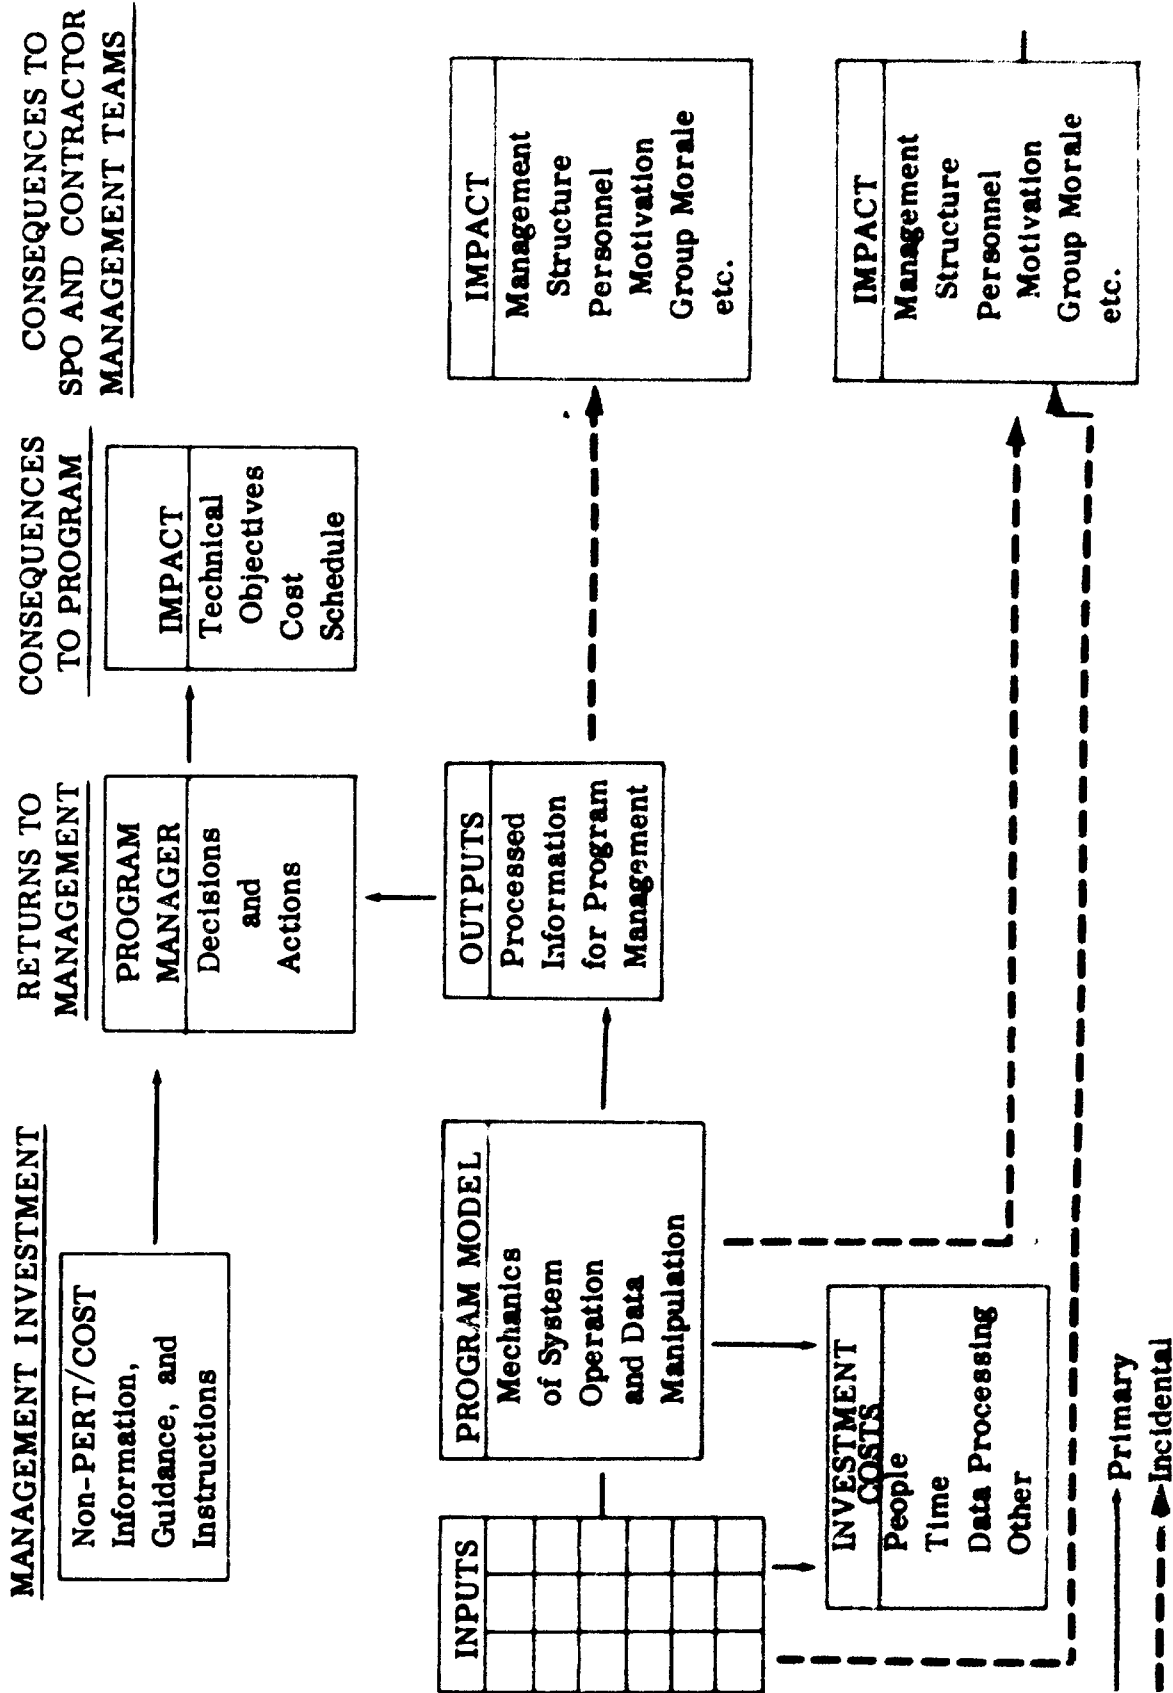 MANAGEMENT INVESTMENT
RETURNS TO
MANAGEMENT
CONSEQUENCES
TO PROGRAM
CONSEQUENCES TO
SPO AND CONTRACTOR
MANAGEMENT TEAMS
Non-PERT/COST
Information,
Guidance, and
Instructions
PROGRAM
MANAGER
Decisions
and
Actions
IMPACT
Technical
Objectives
Cost
Schedule
INPUTS
PROGRAM MODEL
Mechanics
of System
Operation
and Data
Manipulation
OUTPUTS
Processed
Information
for Program
Management
IMPACT
Management
Structure
Personnel
Motivation
Group Morale
etc.
INVESTMENT
COSTS
People
Time
Data Processing
Other
IMPACT
Management
Structure
Personnel
Motivation
Group Morale
etc.
Primary
Incidental